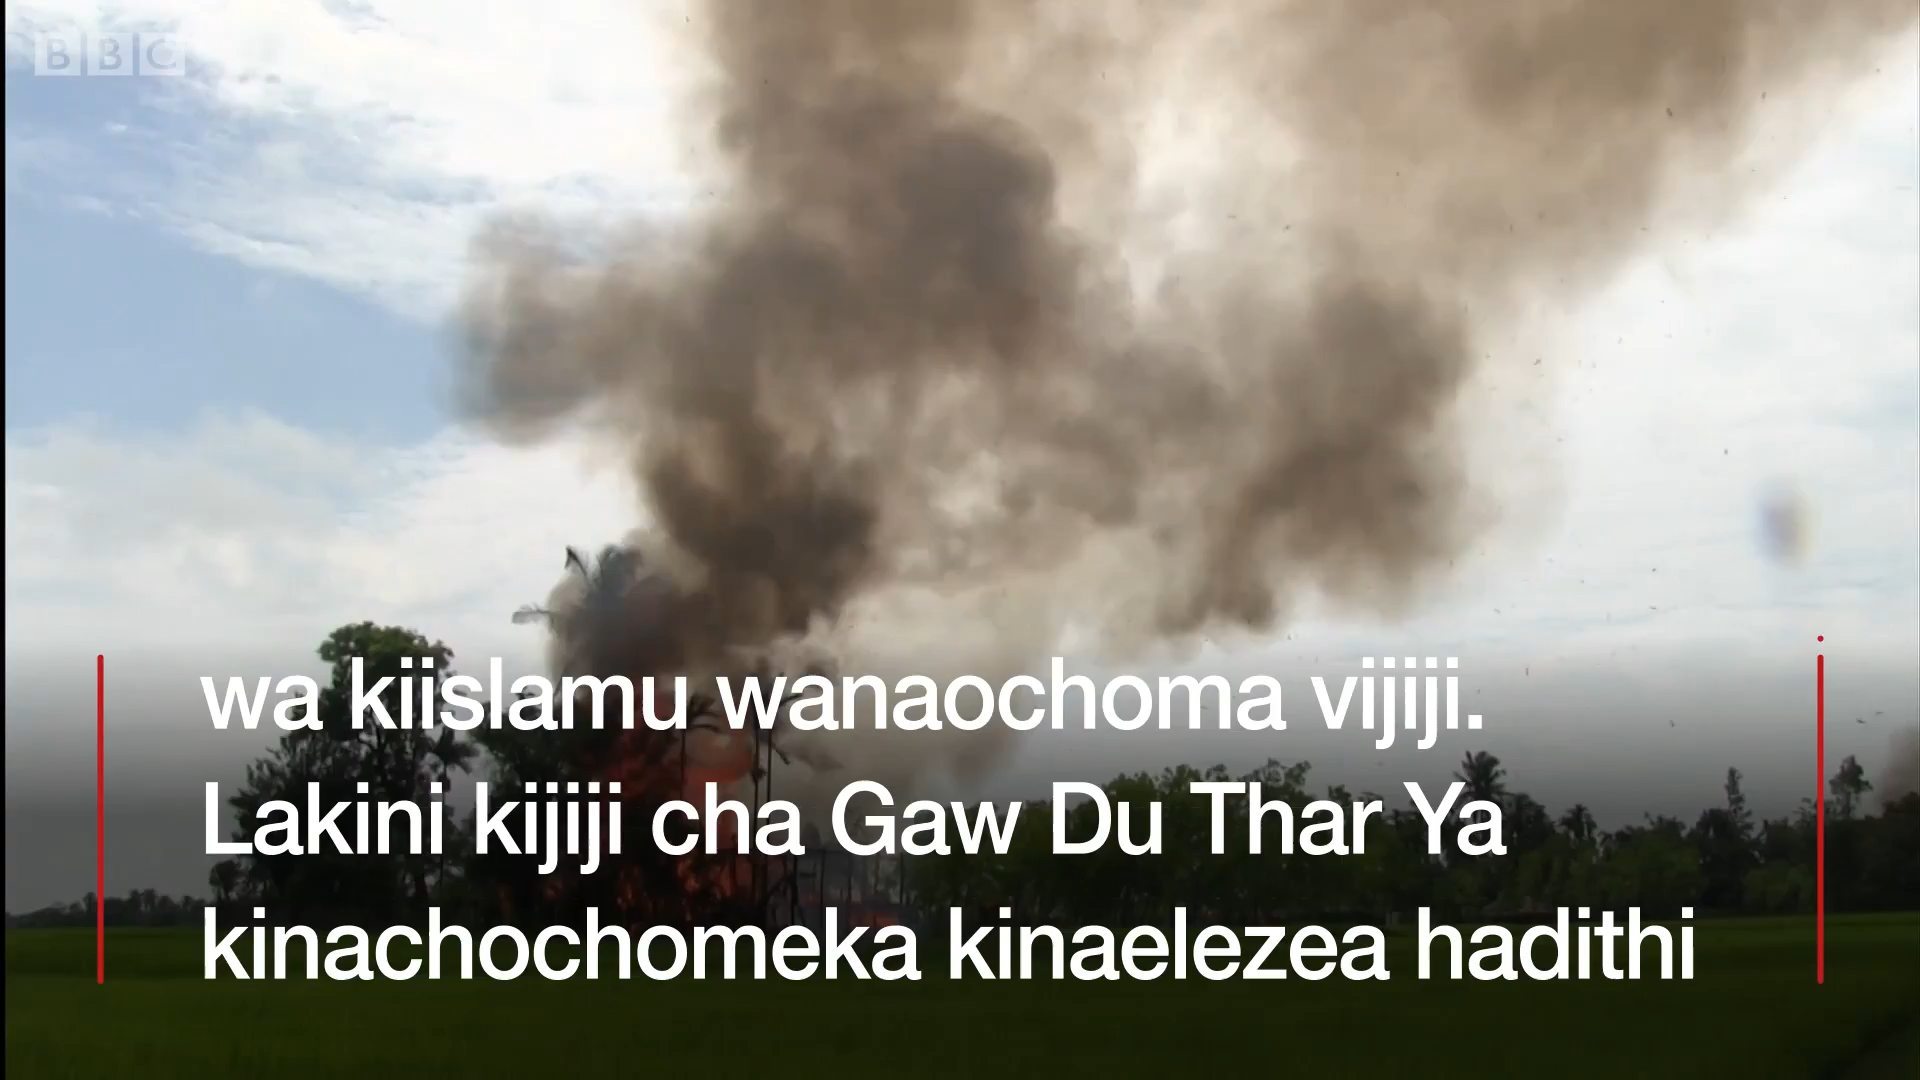 BBC
wa kiislamu wanaochoma vijiji.
Lakini kijiji cha Gaw Du Thar Ya
kinachochomeka kinaelezea hadithi